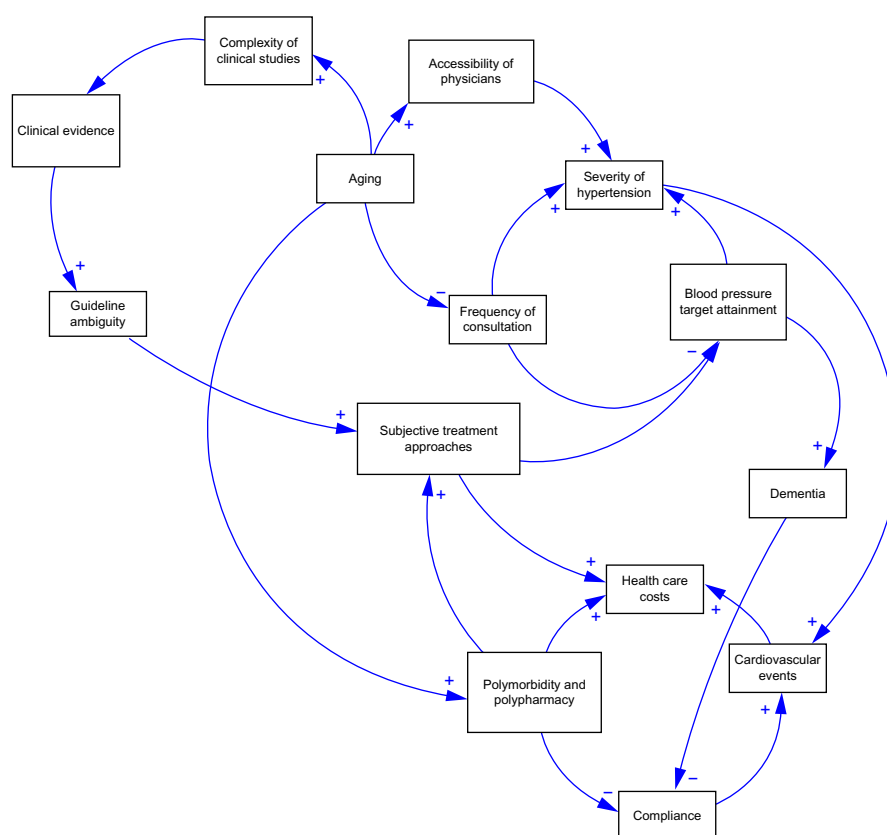 Complexity of
clinical studies
+
Accessibility of
physicians
+
Clinical evidence
+
Aging
+
Severity of
hypertension
+
+
Guideline
ambiguity
−
Frequency of
consultation
Blood pressure
target attainment
−
+
Subjective treatment
approaches
+
+
Dementia
+
Health care
costs
+
+
+
Cardiovascular
events
+
+
Polymorbidity and
polypharmacy
−
−
Compliance